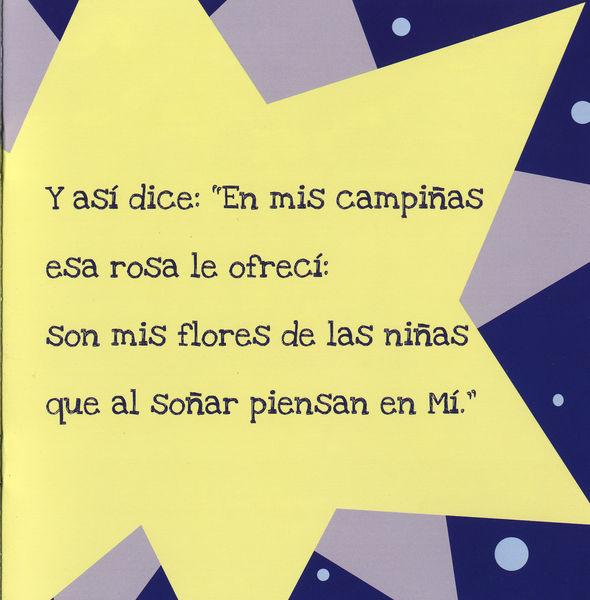 Y así dice: "En mis campiñas
esa rosa le ofrecí:
son mis flores de las niñas
que al soñar piensan en Mí."